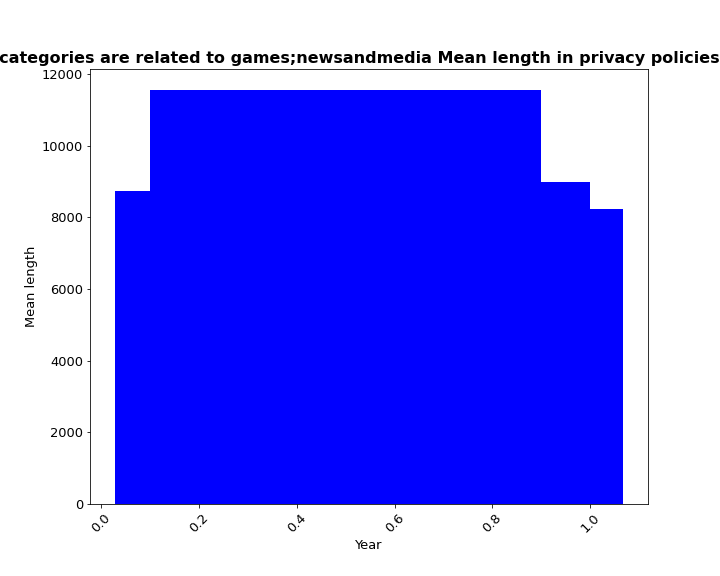 categories are related to games;newsandmedia Mean length in privacy policies
12000
10000
8000
6000
4000
2000
0
Mean length
0.0 0.2 0.4 0.6 0.8 1.0
Year